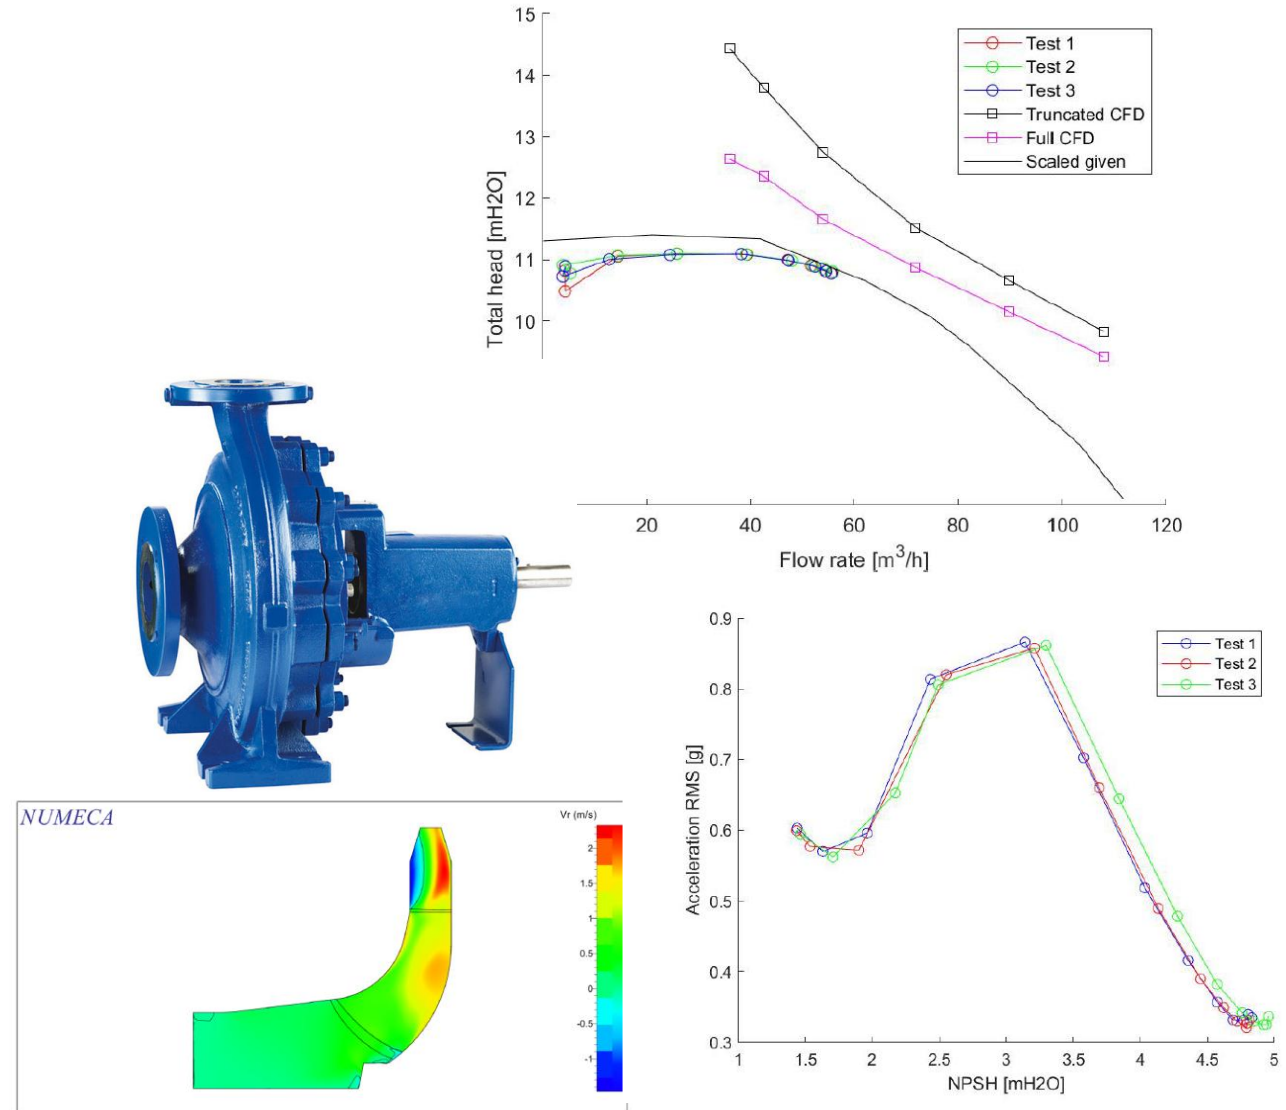 15
14
13
12
11
10
Total head [mH2O]
Test 1
Test 2
Test 3
Truncated CFD
Full CFD
Scaled given
20 40 60 80 100 120
Flow rate [m³/h]
0.9
0.8
0.7
0.6
0.5
0.4
0.3
Acceleration RMS [g]
Test 1
Test 2
Test 3
1 1.5 2 2.5 3 3.5 4 4.5 5
NPSH [mH2O]
NUMECA
Vr (m/s)
2
1.5
1
0.5
0
-0.5
-1